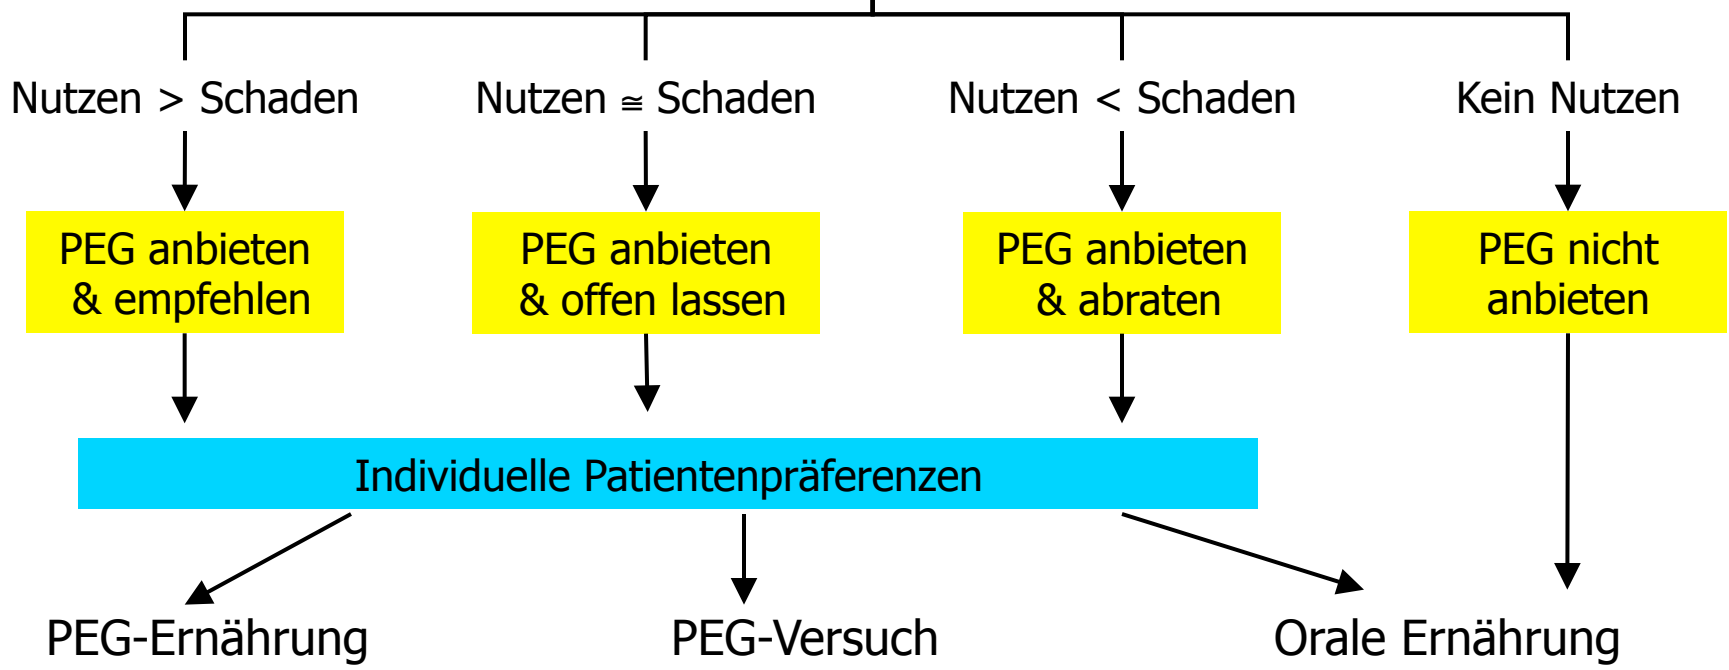 Nutzen > Schaden
Nutzen ≅ Schaden
Nutzen < Schaden
Kein Nutzen
PEG anbieten
& empfehlen
PEG anbieten
& offen lassen
PEG anbieten
& abraten
PEG nicht
anbieten
Individuelle Patientenpräferenzen
PEG-Ernährung
PEG-Versuch
Orale Ernährung